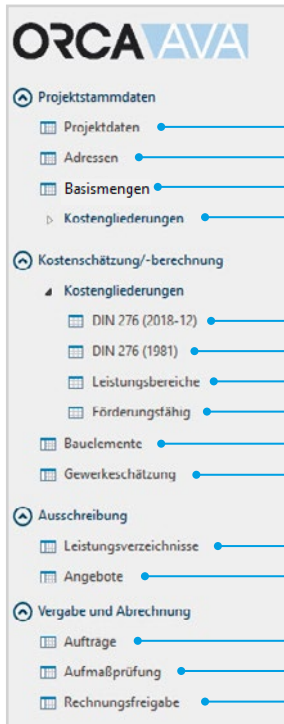 ORCA AVA
Projektstammdaten
Projektdaten
Adressen
Basismengen
Kostengliederungen
Kostenschätzung/-berechnung
Kostengliederungen
DIN 276 (2018-12)
DIN 276 (1981)
Leistungsbereiche
Förderungsfähig
Bauelemente
Gewerkeschätzung
Ausschreibung
Leistungsverzeichnisse
Angebote
Vergabe und Abrechnung
Aufträge
Aufmaßprüfung
Rechnungsfreigabe